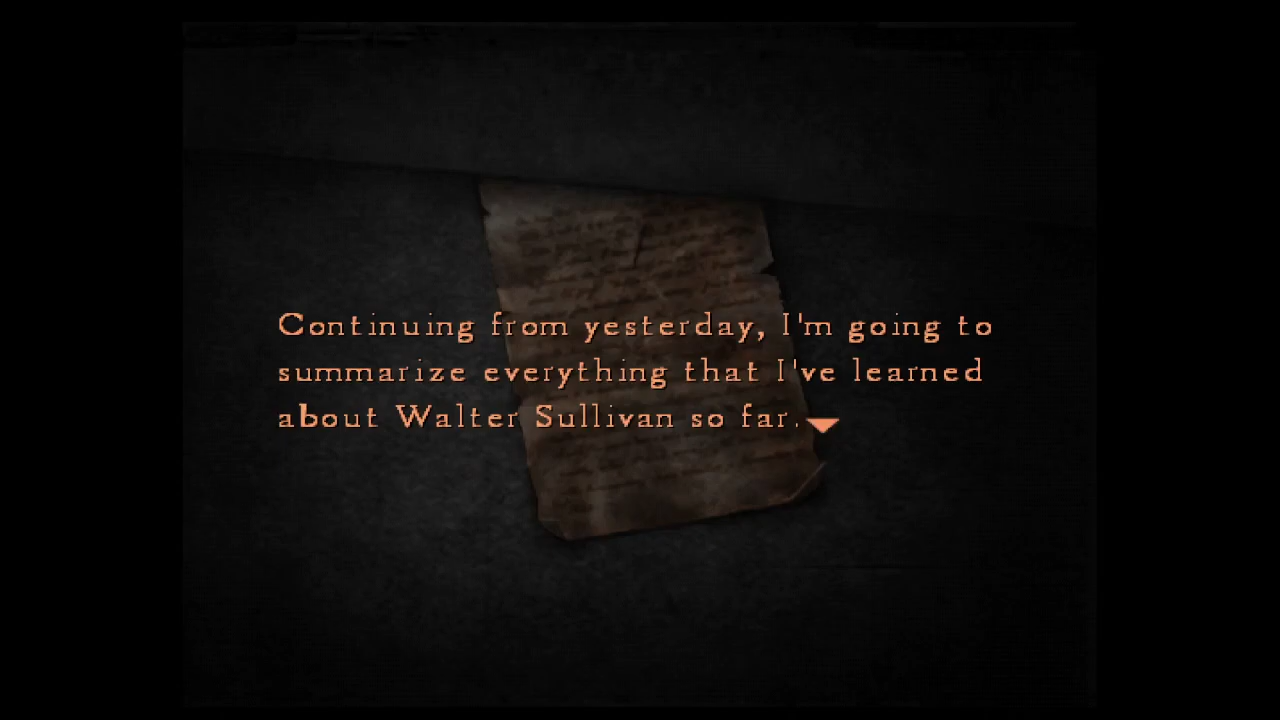 Continuing from yesterday, I'm going to
summarize everything that I've learned
about Walter Sullivan so far.